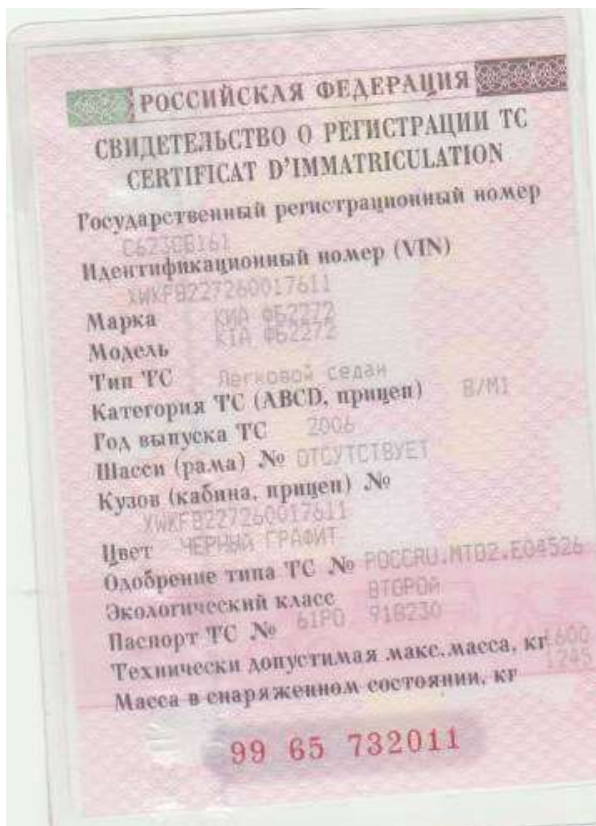 РОССИЙСКАЯ ФЕДЕРАЦИЯ
СВИДЕТЕЛЬСТВО О РЕГИСТРАЦИИ ТС
CERTIFICAT D'IMMATRICULATION
Государственный регистрационный номер
С673СВ161
Идентификационный номер (VIN)
XWKFB227260017611
Марка КИА ФБ2272
Модель KIA ФБ2272
Тип ТС Легковой седан
Категория ТС (ABCD, прицеп) B/M1
Год выпуска ТС 2006
Шасси (рама) № ОТСУТСТВУЕТ
Кузов (кабина, прицеп) №
XWKFB227260017611
Цвет ЧЕРНЫЙ ГРАФИТ
Одобрение типа ТС № РОССRU.МТ02.Е04526
Экологический класс ВТОРОЙ
Паспорт ТС № 61РО 918230
Технически допустимая макс.масса, кг 1600
Масса в снаряженном состоянии, кг 1245
99 65 732011